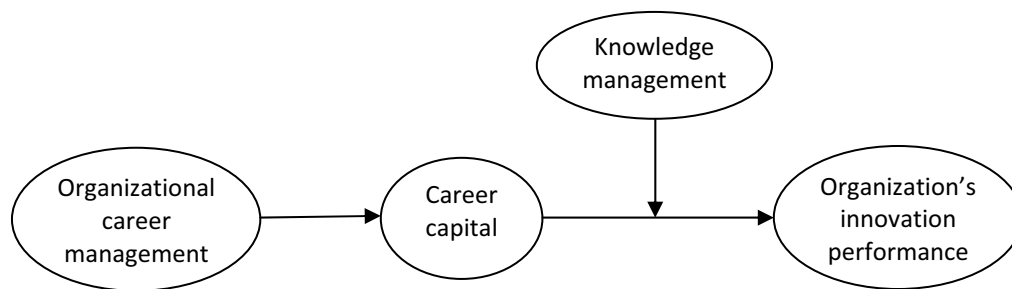 Knowledge
management
Organizational
career
management
Career
capital
Organization’s
innovation
performance